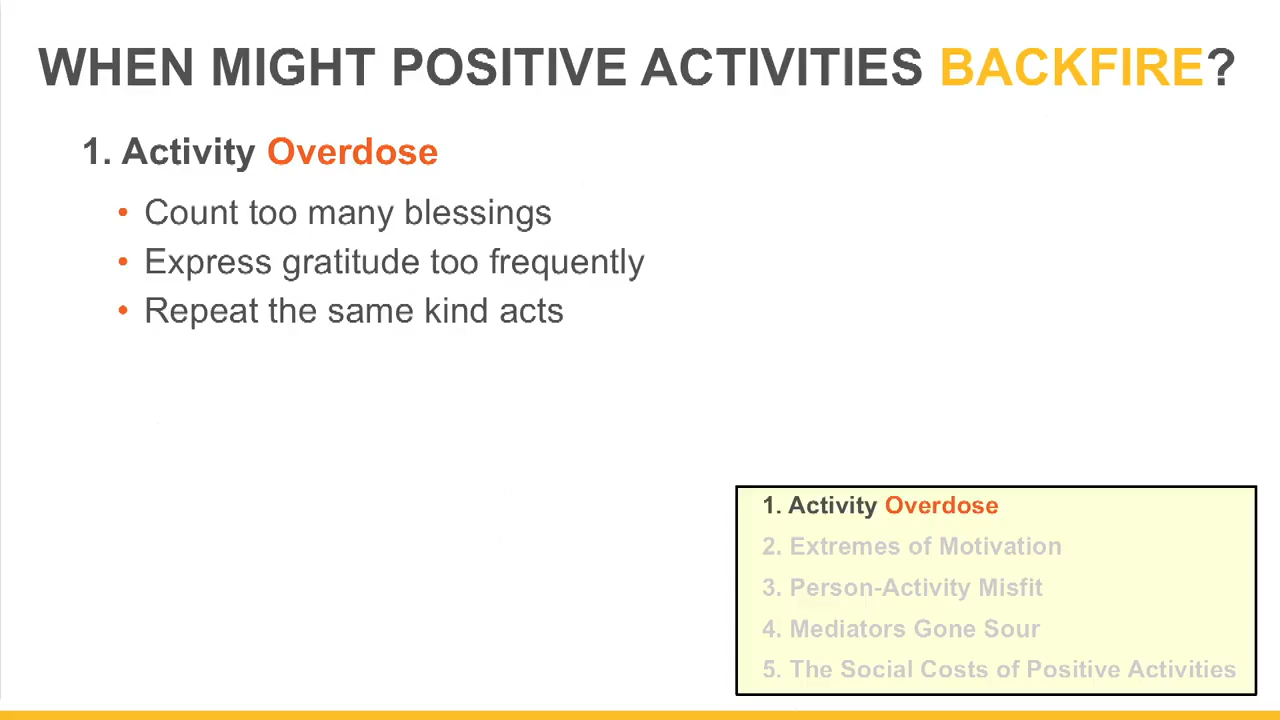 WHEN MIGHT POSITIVE ACTIVITIES BACKFIRE?
1. Activity Overdose
• Count too many blessings
• Express gratitude too frequently
• Repeat the same kind acts
1. Activity Overdose
2. Extremes of Motivation
3. Person-Activity Misfit
4. Mediators Gone Sour
5. The Social Costs of Positive Activities